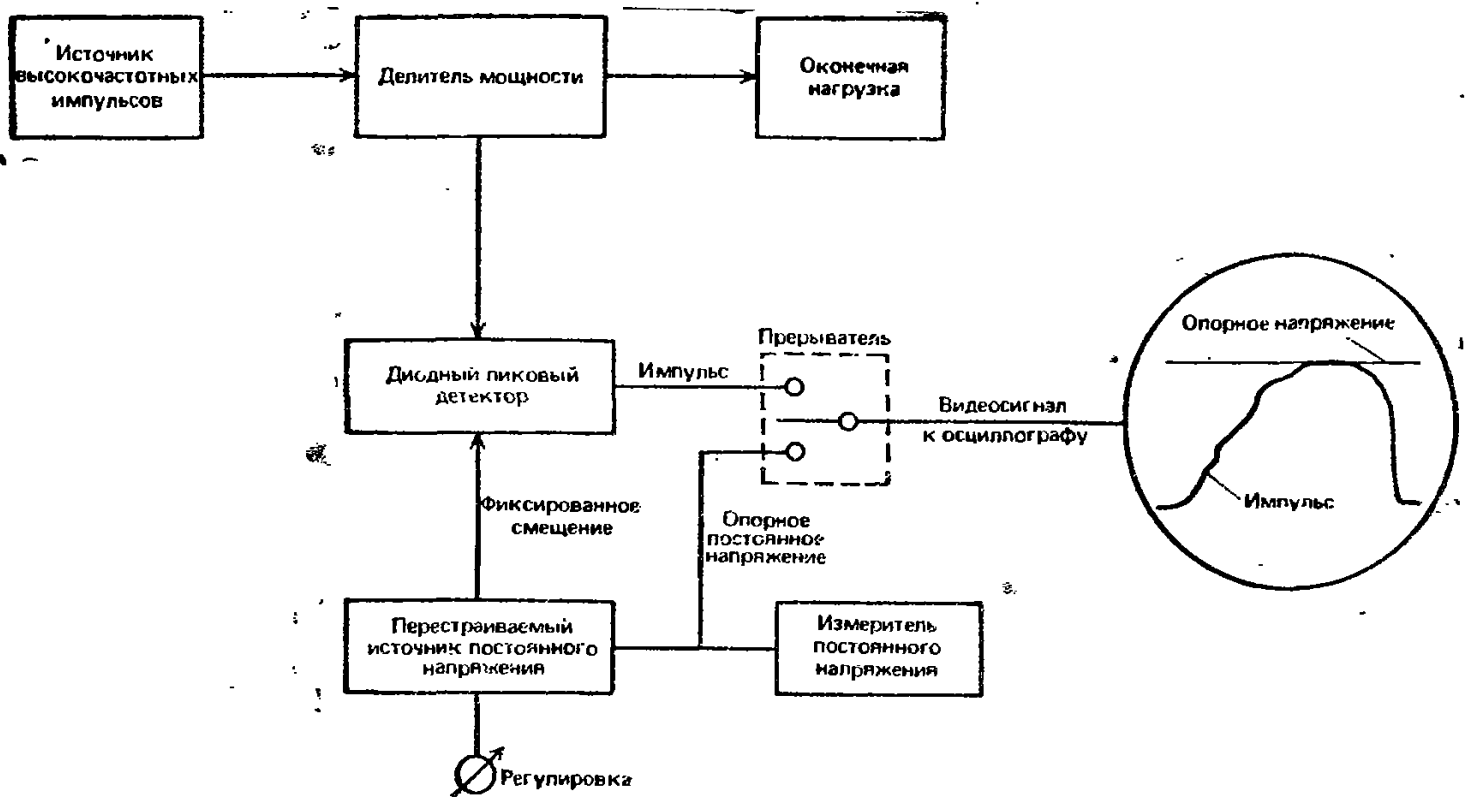 Источник
высокочастотных
импульсов
Делитель мощности
Оконечная
нагрузка
Диодный пиковый
детектор
Импульс
Прерыватель
Видеосигнал
к осциллографу
Опорное напряжение
Импульс
Фиксированное
смещение
Опорное
постоянное
напряжение
Перестраиваемый
источник постоянного
напряжения
Измеритель
постоянного
напряжения
Регулировка